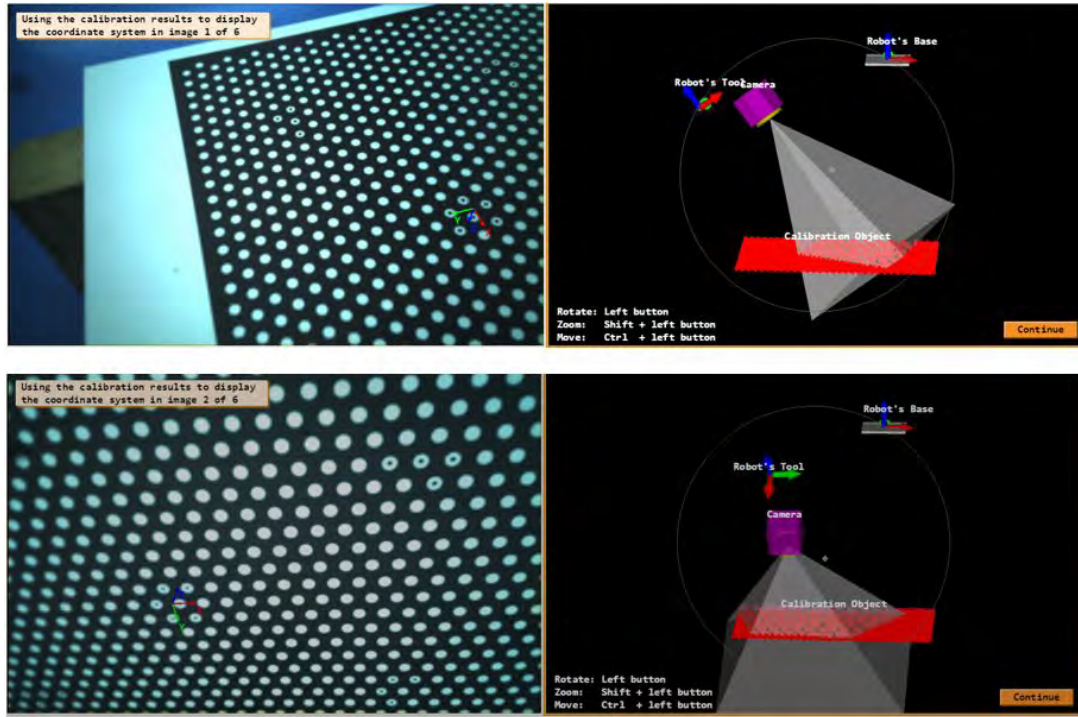 Using the calibration results to display
the coordinate system in image 1 of 6
Robot's Base
Robot's Tool
Camera
Calibration Object
Rotate: Left button
Zoom: Shift + left button
Move: Ctrl + left button
Continue
Using the calibration results to display
the coordinate system in image 2 of 6
Robot's Base
Robot's Tool
Camera
Calibration Object
Rotate: Left button
Zoom: Shift + left button
Move: Ctrl + left button
Continue